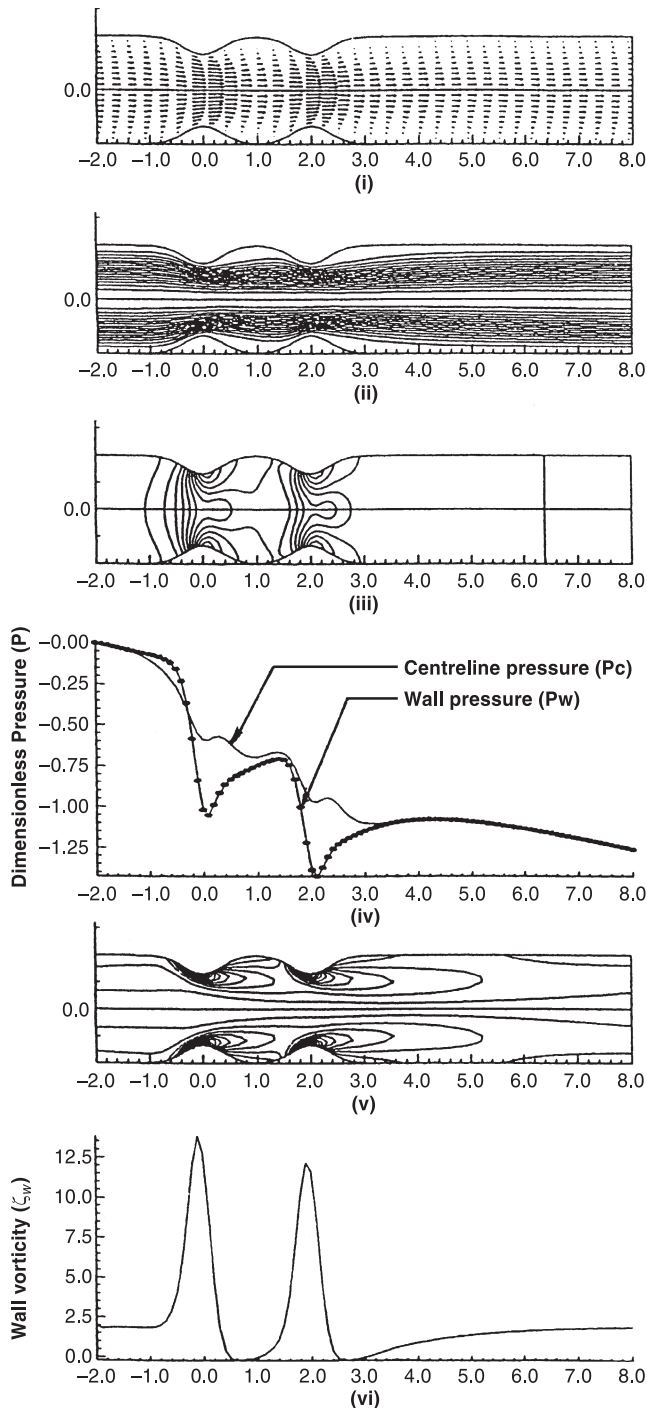 0.0
−2.0 −1.0 0.0 1.0 2.0 3.0 4.0 5.0 6.0 7.0 8.0
(i)
0.0
−2.0 −1.0 0.0 1.0 2.0 3.0 4.0 5.0 6.0 7.0 8.0
(ii)
0.0
−2.0 −1.0 0.0 1.0 2.0 3.0 4.0 5.0 6.0 7.0 8.0
(iii)
Dimensionless Pressure (P)
−0.00
−0.25
−0.50
−0.75
−1.00
−1.25
Centreline pressure (Pc)
Wall pressure (Pw)
−2.0 −1.0 0.0 1.0 2.0 3.0 4.0 5.0 6.0 7.0 8.0
(iv)
0.0
−2.0 −1.0 0.0 1.0 2.0 3.0 4.0 5.0 6.0 7.0 8.0
(v)
Wall vorticity (ζw)
12.5
10.0
7.5
5.0
2.5
0.0
−2.0 −1.0 0.0 1.0 2.0 3.0 4.0 5.0 6.0 7.0 8.0
(vi)